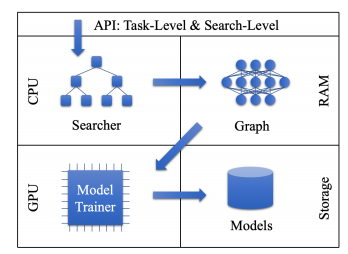 API: Task-Level & Search-Level
CPU
Searcher
Graph
RAM
GPU
Model
Trainer
Models
Storage